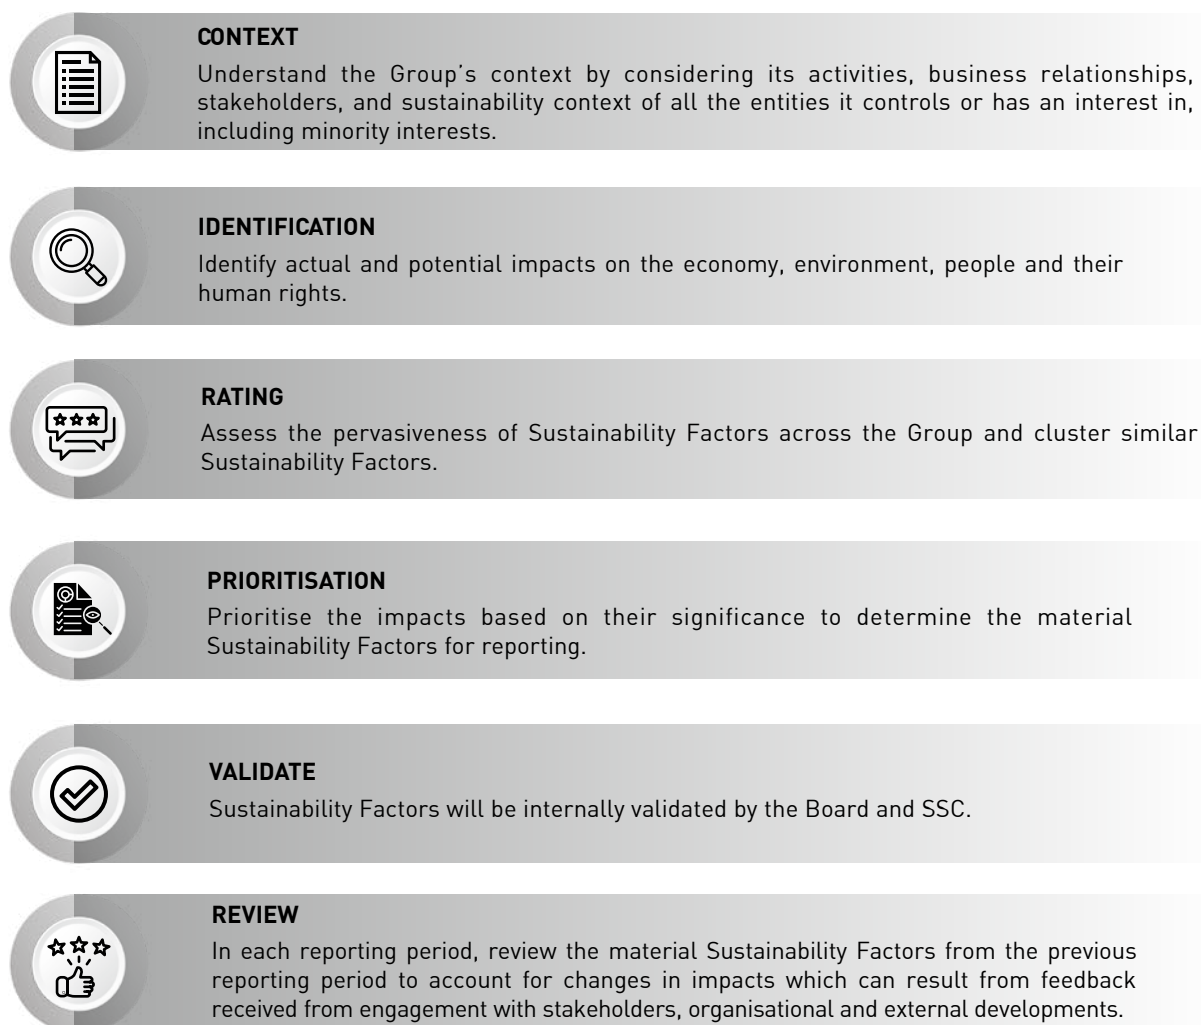 CONTEXT
Understand the Group's context by considering its activities, business relationships,
stakeholders, and sustainability context of all the entities it controls or has an interest in,
including minority interests.
IDENTIFICATION
Identify actual and potential impacts on the economy, environment, people and their
human rights.
RATING
Assess the pervasiveness of Sustainability Factors across the Group and cluster similar
Sustainability Factors.
PRIORITISATION
Prioritise the impacts based on their significance to determine the material
Sustainability Factors for reporting.
VALIDATE
Sustainability Factors will be internally validated by the Board and SSC.
REVIEW
In each reporting period, review the material Sustainability Factors from the previous
reporting period to account for changes in impacts which can result from feedback
received from engagement with stakeholders, organisational and external developments.